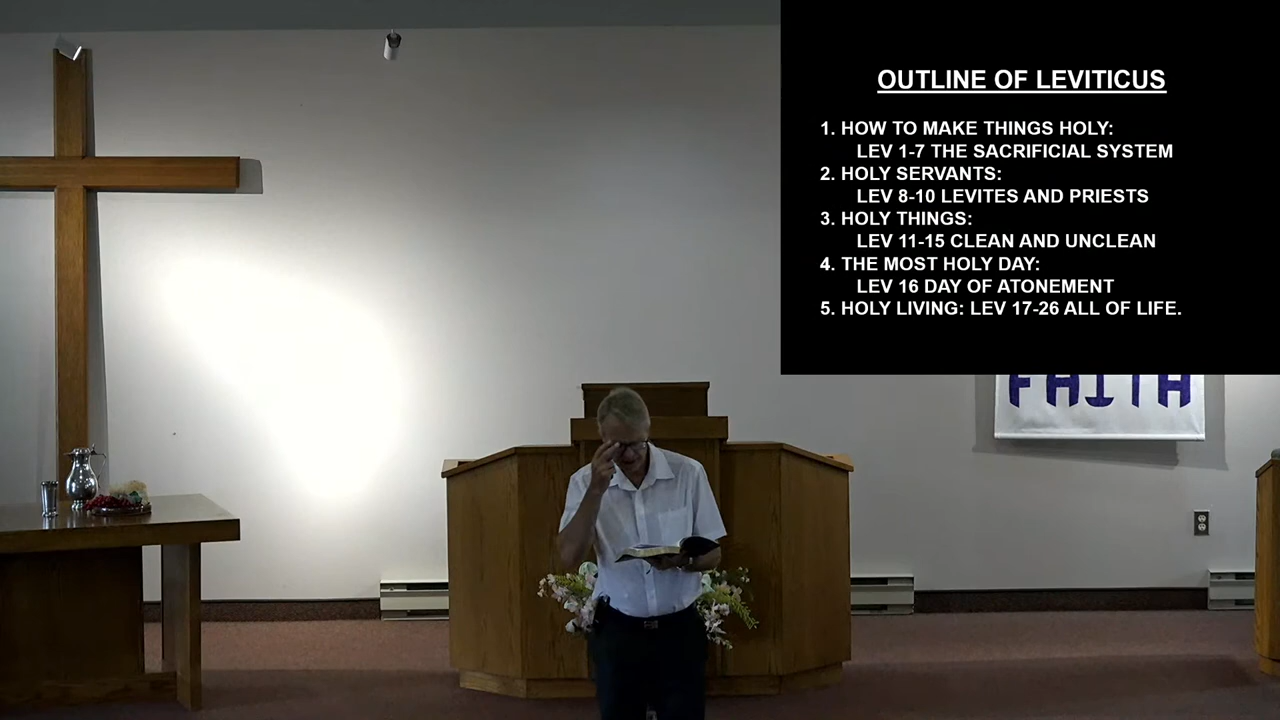 OUTLINE OF LEVITICUS
1. HOW TO MAKE THINGS HOLY:
LEV 1-7 THE SACRIFICIAL SYSTEM
2. HOLY SERVANTS:
LEV 8-10 LEVITES AND PRIESTS
3. HOLY THINGS:
LEV 11-15 CLEAN AND UNCLEAN
4. THE MOST HOLY DAY:
LEV 16 DAY OF ATONEMENT
5. HOLY LIVING: LEV 17-26 ALL OF LIFE.
FAITH